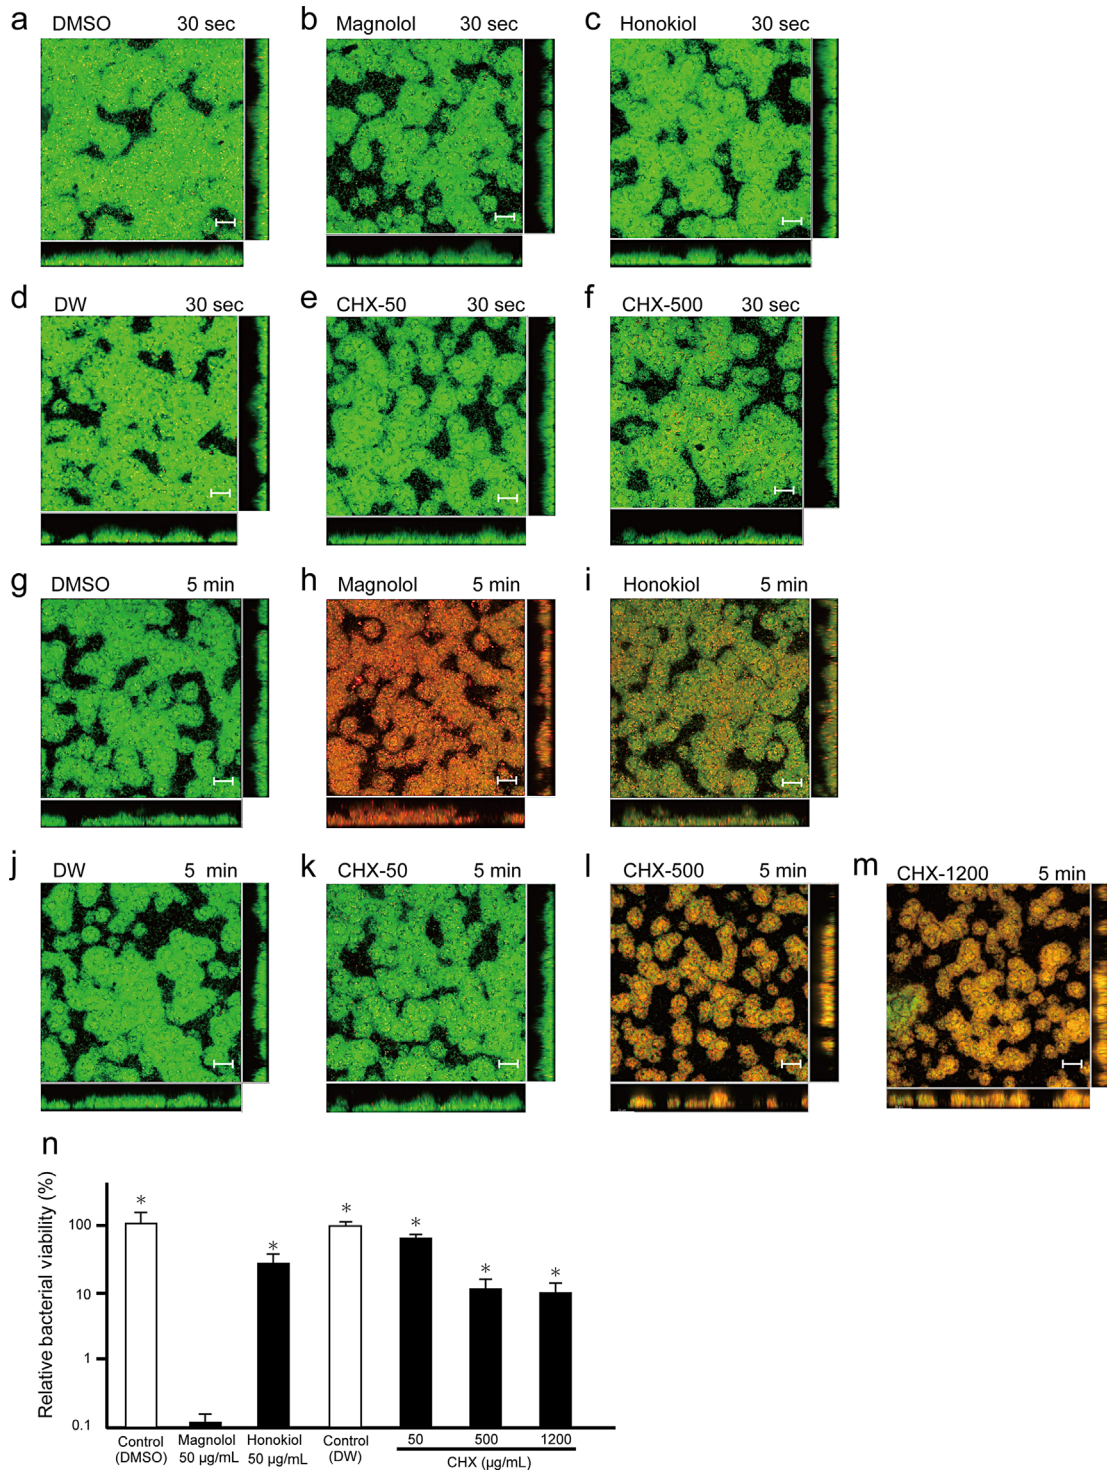 a DMSO 30 sec
b Magnolol 30 sec
c Honokiol 30 sec
d DW 30 sec
e CHX-50 30 sec
f CHX-500 30 sec
g DMSO 5 min
h Magnolol 5 min
i Honokiol 5 min
j DW 5 min
k CHX-50 5 min
l CHX-500 5 min
m CHX-1200 5 min
n
Relative bacterial viability (%)
100
10
1
0.1
* * * * * *
Control
(DMSO)
Magnolol
50 μg/mL
Honokiol
50 μg/mL
Control
(DW)
50 500 1200
CHX (μg/mL)